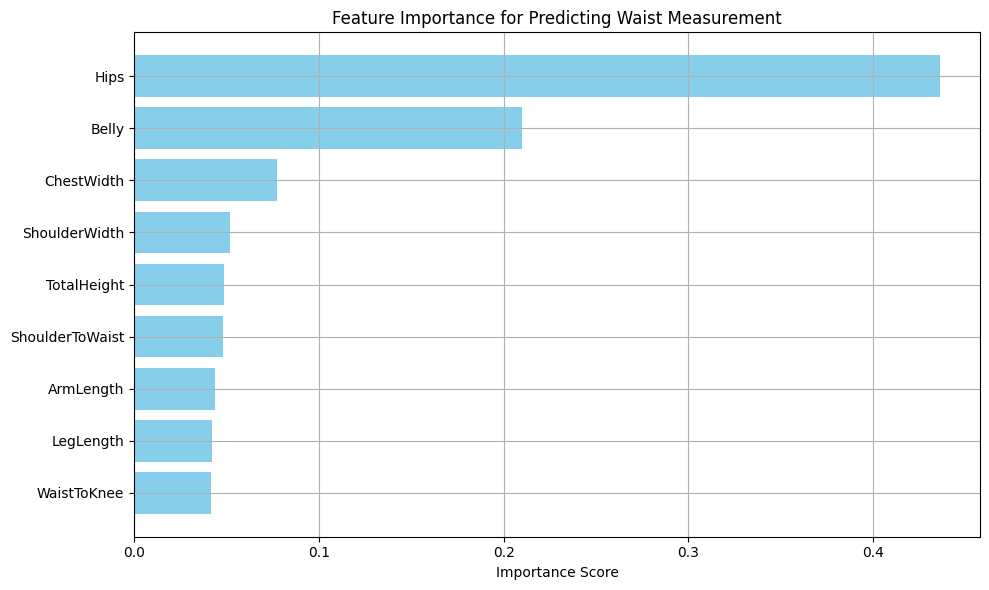 Feature Importance for Predicting Waist Measurement
Hips
Belly
ChestWidth
ShoulderWidth
TotalHeight
ShoulderToWaist
ArmLength
LegLength
WaistToKnee
0.0 0.1 0.2 0.3 0.4
Importance Score